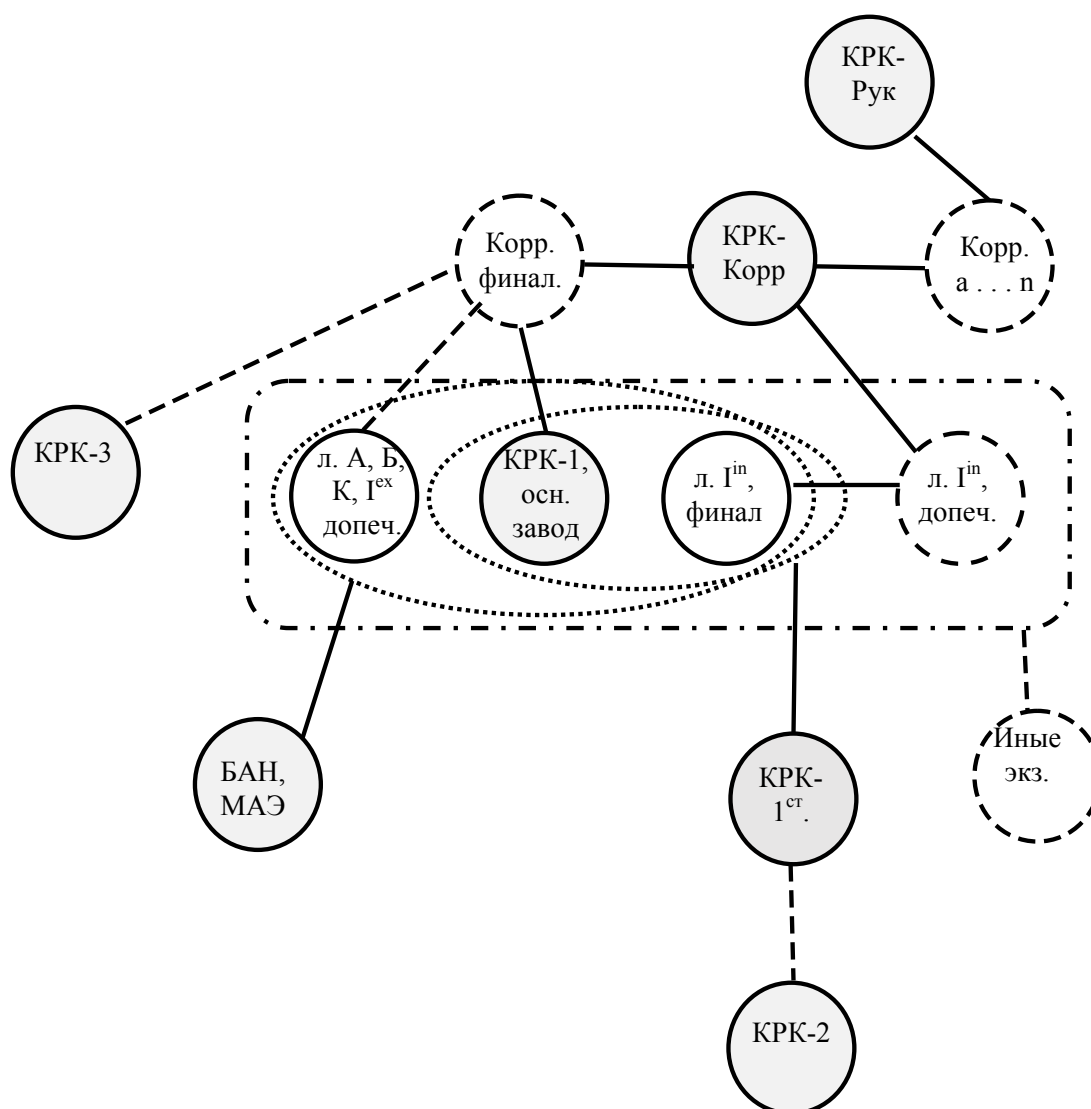 КРК-
Рук
Корр.
финал.
КРК-
Корр
Корр.
a . . . n
КРК-3
л. А, Б,
К, I^ex
допеч.
КРК-1,
осн.
завод
л. I^in,
финал
л. I^in,
допеч.
БАН,
МАЭ
КРК-
1^ст.
Иные
экз.
КРК-2